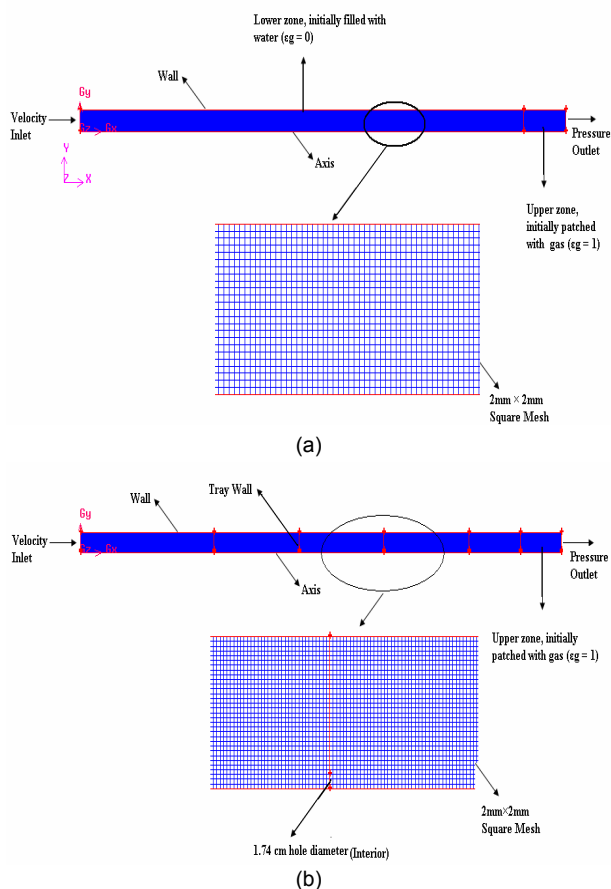 Lower zone, initially filled with
water (εg = 0)
Wall
Gy
Velocity
Inlet
Gz Gx
Pressure
Outlet
Y
Z X
Axis
Upper zone,
initially patched
with gas (εg = 1)
2mm × 2mm
Square Mesh
(a)
Wall
Tray Wall
Gy
Velocity
Inlet
Gz Gx
Pressure
Outlet
Axis
Upper zone, initially
patched with gas (εg = 1)
2mm×2mm
Square Mesh
1.74 cm hole diameter (Interior)
(b)